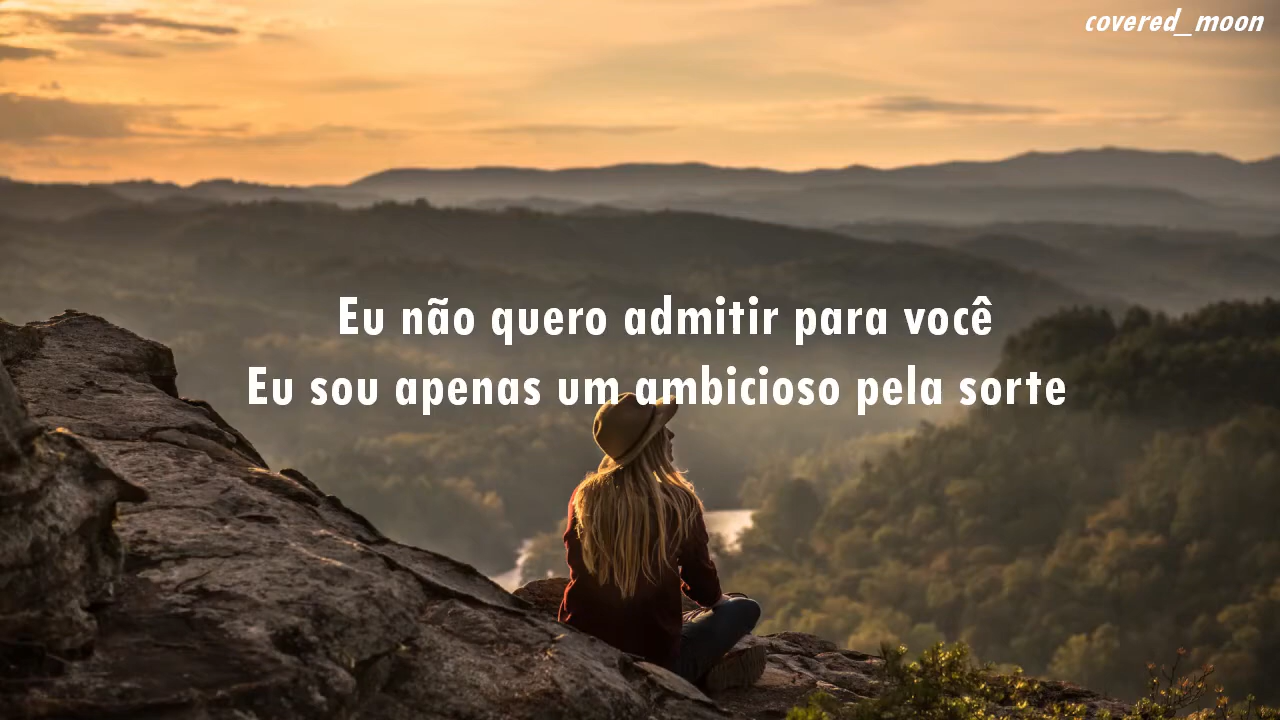 covered_moon
Eu não quero admitir para você
Eu sou apenas um ambicioso pela sorte